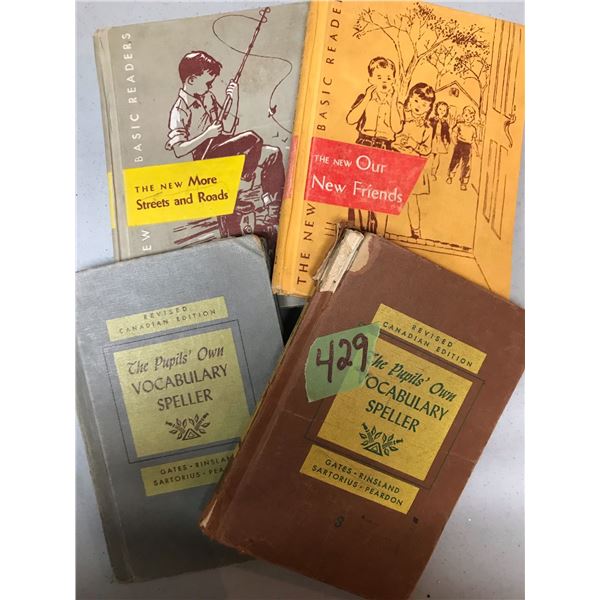 NEW BASIC READERS
THE NEW More
Streets and Roads
THE NEW BASIC READERS
THE NEW Our
New Friends
REVISED
CANADIAN EDITION
The Pupils' Own
VOCABULARY
SPELLER
GATES • RINSLAND
SARTORIUS • PEARDON
REVISED
CANADIAN EDITION
429
The Pupils' Own
VOCABULARY
SPELLER
GATES • RINSLAND
SARTORIUS • PEARDON